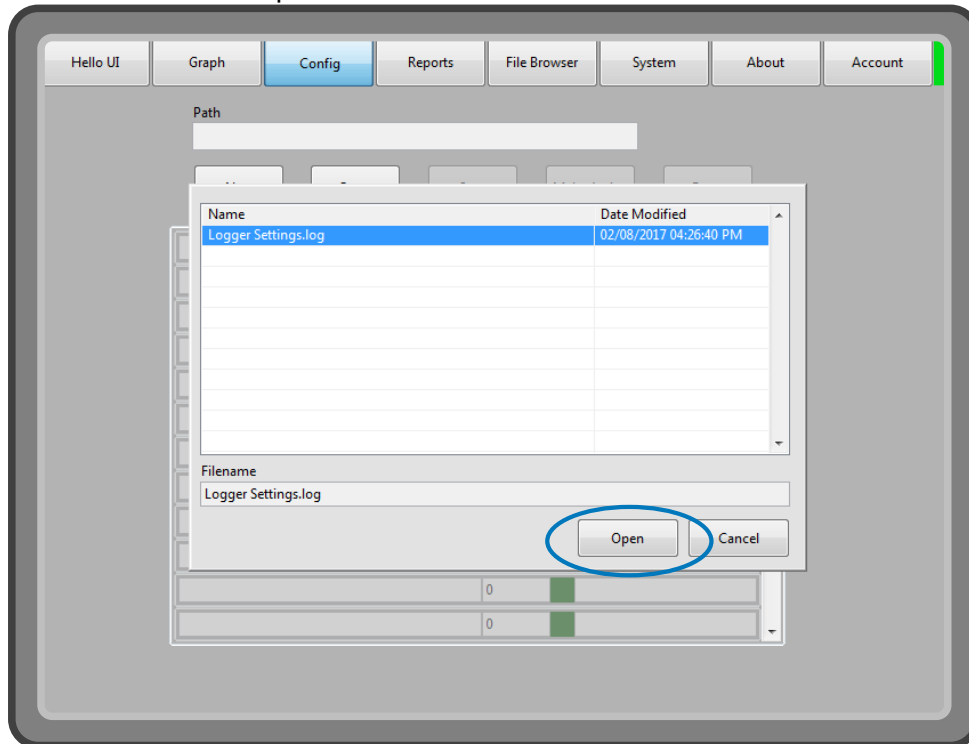 Hello UI Graph Config Reports File Browser System About Account
Path
Name Date Modified
Logger Settings.log 02/08/2017 04:26:40 PM
Filename
Logger Settings.log
Open Cancel
0
0